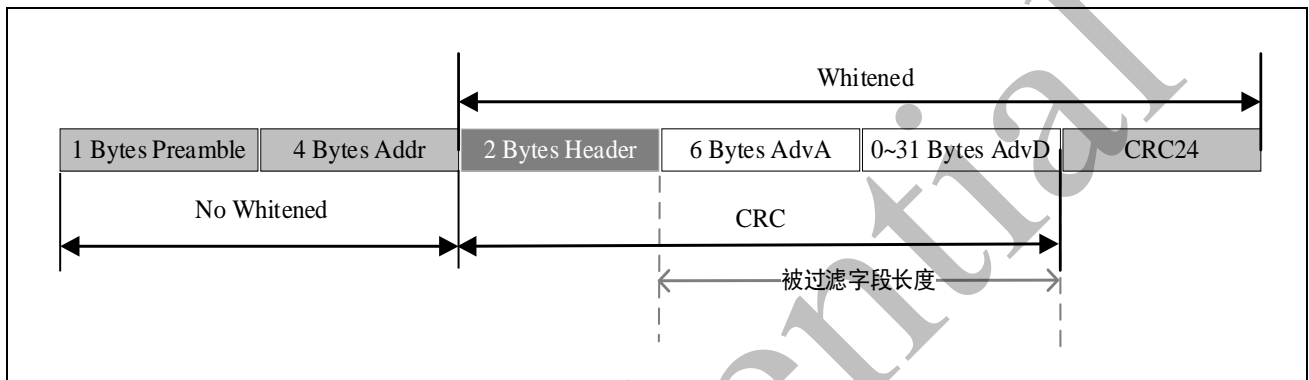 Whitened
1 Bytes Preamble 4 Bytes Addr 2 Bytes Header 6 Bytes AdvA 0~31 Bytes AdvD CRC24
No Whitened CRC
被过滤字段长度
ential